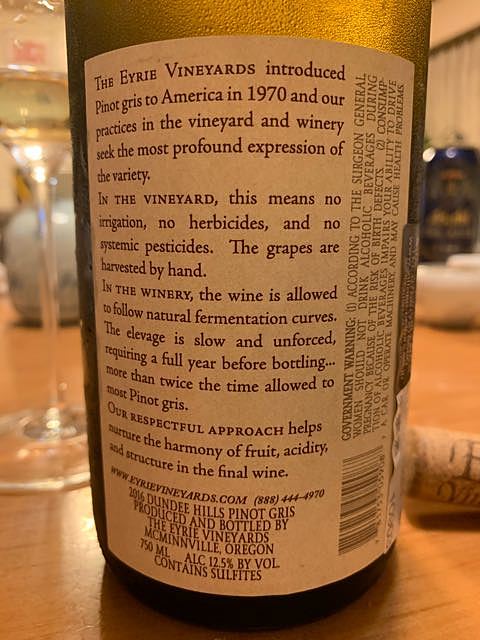 THE EYRIE VINEYARDS introduced
Pinot gris to America in 1970 and our
practices in the vineyard and winery
seek the most profound expression of
the variety.
IN THE VINEYARD, this means no
irrigation, no herbicides, and no
systemic pesticides. The grapes are
harvested by hand.
IN THE WINERY, the wine is allowed
to follow natural fermentation curves.
The elevage is slow and unforced,
requiring a full year before bottling...
more than twice the time allowed to
most Pinot gris.
OUR RESPECTFUL APPROACH helps
nurture the harmony of fruit, acidity,
and structure in the final wine.
WWW.EYRIEVINEYARDS.COM (888) 444-4970
2016 DUNDEE HILLS PINOT GRIS
PRODUCED AND BOTTLED BY
THE EYRIE VINEYARDS
MCMINNVILLE, OREGON
750 ML ALC 12.5% BY VOL.
CONTAINS SULFITES
GOVERNMENT WARNING: (1) ACCORDING TO THE SURGEON GENERAL
WOMEN SHOULD NOT DRINK ALCOHOLIC BEVERAGES DURING
PREGNANCY BECAUSE OF THE RISK OF BIRTH DEFECTS. (2) CONSUMP-
TION OF ALCOHOLIC BEVERAGES IMPAIRS YOUR ABILITY TO DRIVE
A CAR OR OPERATE MACHINERY, AND MAY CAUSE HEALTH PROBLEMS.